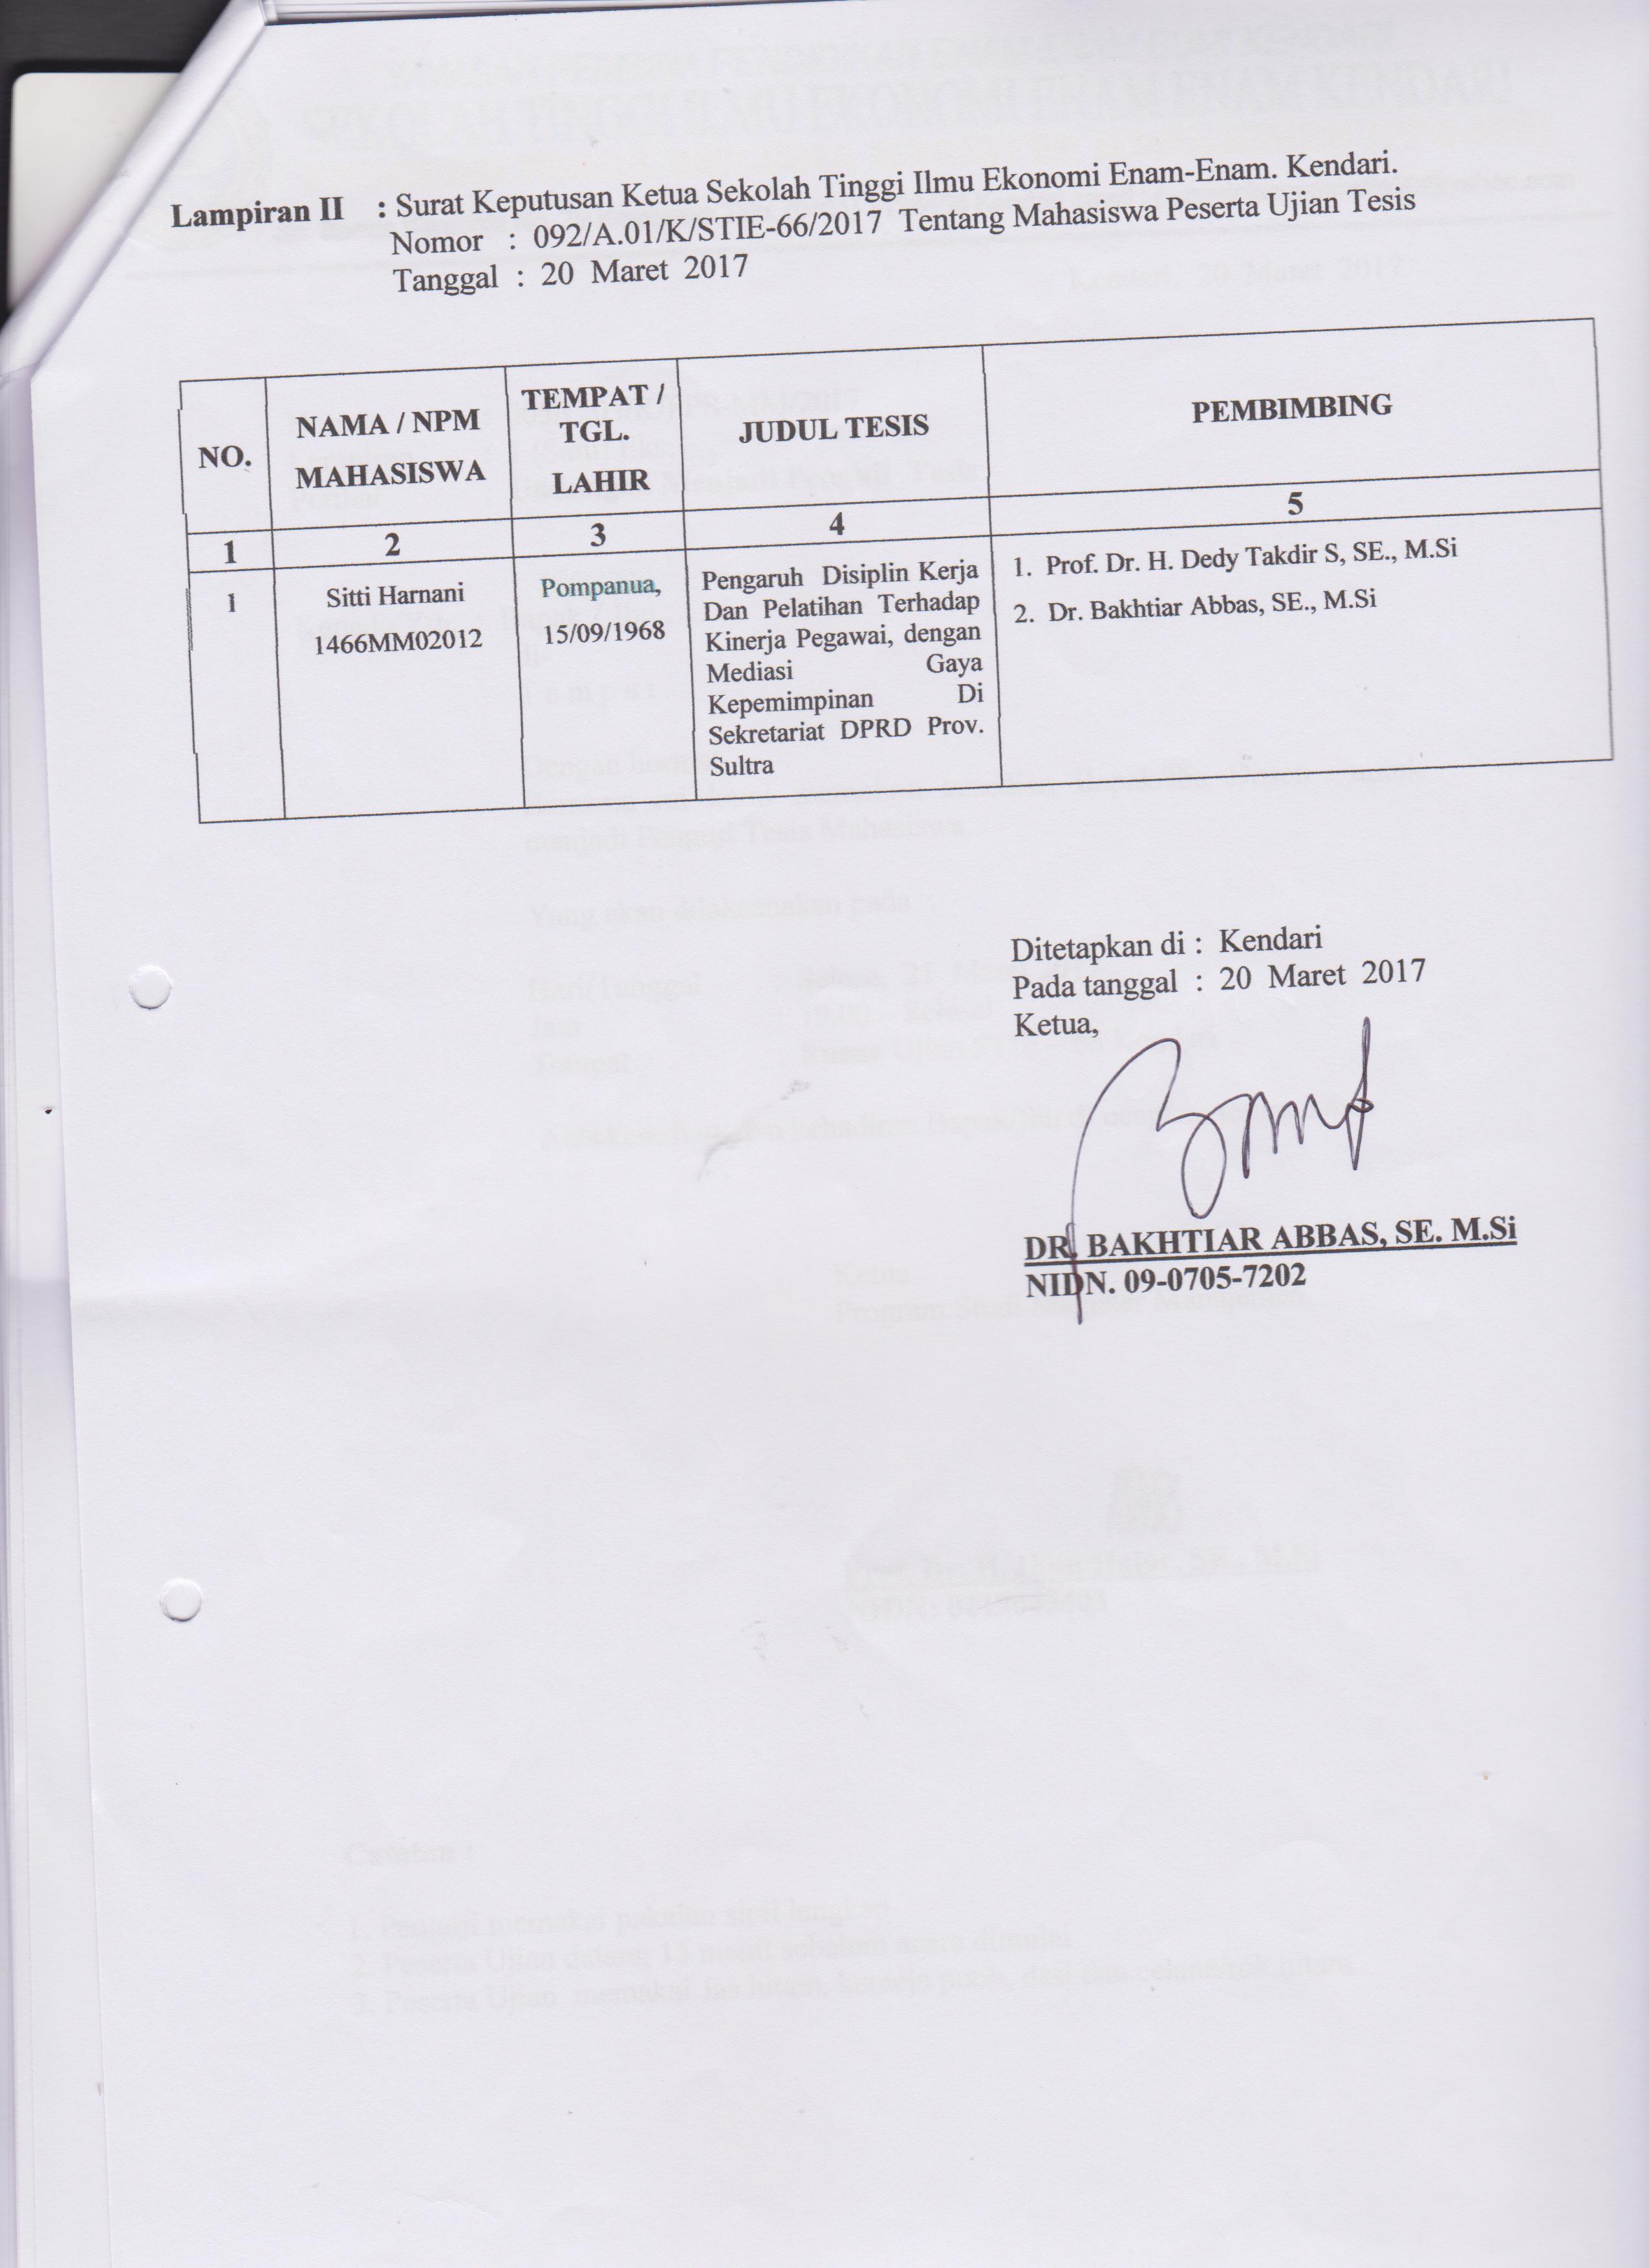 Lampiran II : Surat Keputusan Ketua Sekolah Tinggi Ilmu Ekonomi Enam-Enam. Kendari.
Nomor : 092/A.01/K/STIE-66/2017 Tentang Mahasiswa Peserta Ujian Tesis
Tanggal : 20 Maret 2017
NO.
NAMA / NPM
MAHASISWA
TEMPAT /
TGL.
LAHIR
JUDUL TESIS
PEMBIMBING
1
2
3
4
5
1
Sitti Harnani
1466MM02012
Pompanua,
15/09/1968
Pengaruh Disiplin Kerja
Dan Pelatihan Terhadap
Kinerja Pegawai, dengan
Mediasi Gaya
Kepemimpinan Di
Sekretariat DPRD Prov.
Sultra
1. Prof. Dr. H. Dedy Takdir S, SE., M.Si
2. Dr. Bakhtiar Abbas, SE., M.Si
Ditetapkan di : Kendari
Pada tanggal : 20 Maret 2017
Ketua,
DR. BAKHTIAR ABBAS, SE. M.Si
NIDN. 09-0705-7202